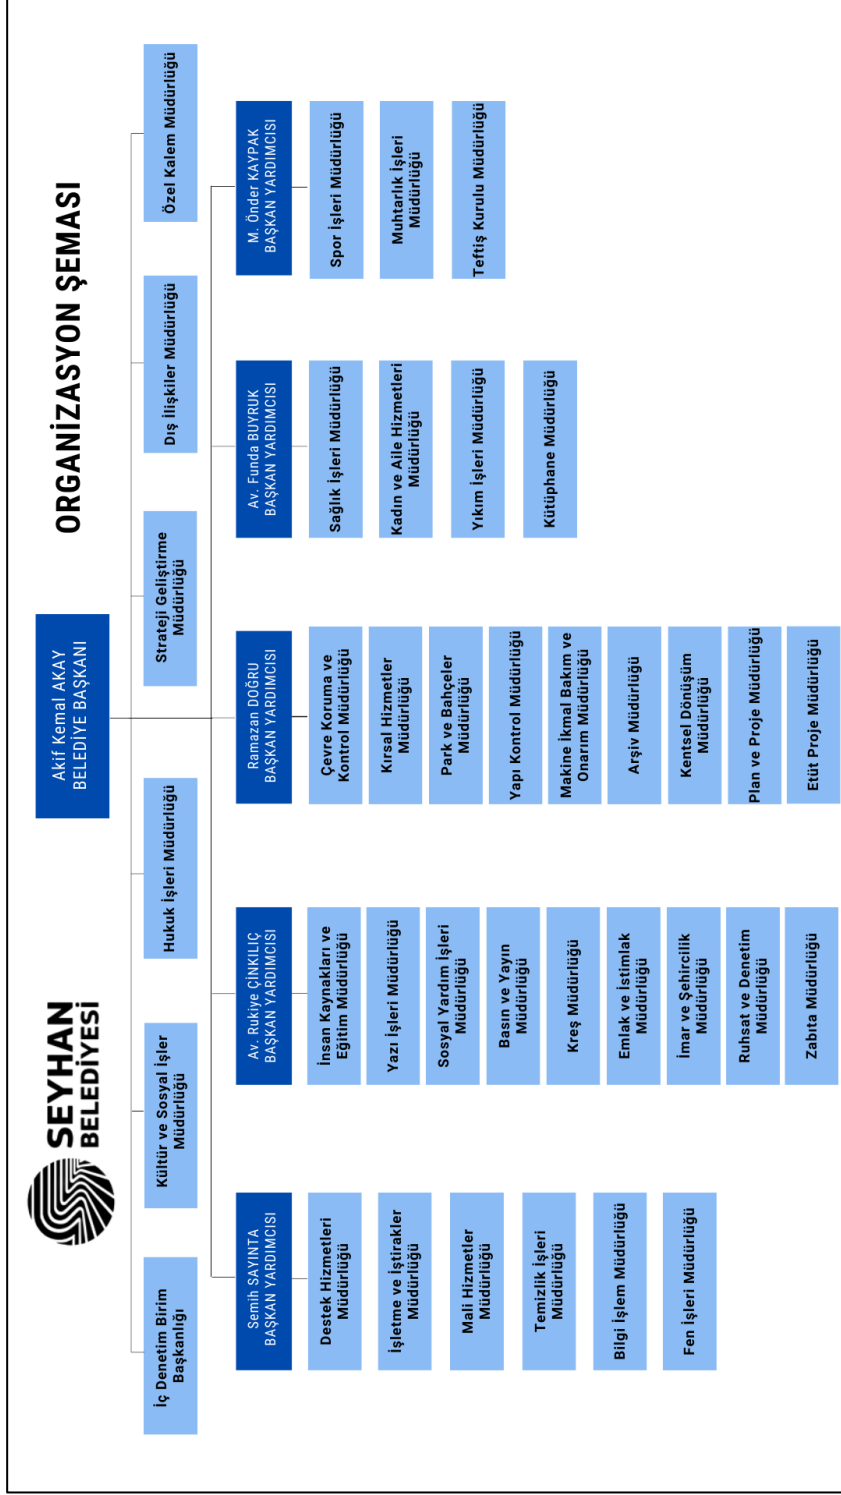 SEYHAN
BELEDİYESİ
Akif Kemal AKAY
BELEDİYE BAŞKANI
ORGANİZASYON ŞEMASI
İç Denetim Birim
Başkanlığı
Kültür ve Sosyal İşler
Müdürlüğü
Hukuk İşleri Müdürlüğü
Strateji Geliştirme
Müdürlüğü
Dış İlişkiler Müdürlüğü
Özel Kalem Müdürlüğü
Semih SAYINTA
BAŞKAN YARDIMCISI
Destek Hizmetleri
Müdürlüğü
İşletme ve İştirakler
Müdürlüğü
Mali Hizmetler
Müdürlüğü
Temizlik İşleri
Müdürlüğü
Bilgi İşlem Müdürlüğü
Fen İşleri Müdürlüğü
Av. Rukiye ÇİNKILIÇ
BAŞKAN YARDIMCISI
İnsan Kaynakları ve
Eğitim Müdürlüğü
Yazı İşleri Müdürlüğü
Sosyal Yardım İşleri
Müdürlüğü
Basın ve Yayın
Müdürlüğü
Kreş Müdürlüğü
Emlak ve İstimlak
Müdürlüğü
İmar ve Şehircilik
Müdürlüğü
Ruhsat ve Denetim
Müdürlüğü
Zabıta Müdürlüğü
Ramazan DOĞRU
BAŞKAN YARDIMCISI
Çevre Koruma ve
Kontrol Müdürlüğü
Kırsal Hizmetler
Müdürlüğü
Park ve Bahçeler
Müdürlüğü
Yapı Kontrol Müdürlüğü
Makine İkmal Bakım ve
Onarım Müdürlüğü
Arşiv Müdürlüğü
Kentsel Dönüşüm
Müdürlüğü
Plan ve Proje Müdürlüğü
Etüt Proje Müdürlüğü
Av. Funda BUYRUK
BAŞKAN YARDIMCISI
Sağlık İşleri Müdürlüğü
Kadın ve Aile Hizmetleri
Müdürlüğü
Yıkım İşleri Müdürlüğü
Kütüphane Müdürlüğü
M. Önder KAYPAK
BAŞKAN YARDIMCISI
Spor İşleri Müdürlüğü
Muhtarlık İşleri
Müdürlüğü
Teftiş Kurulu Müdürlüğü